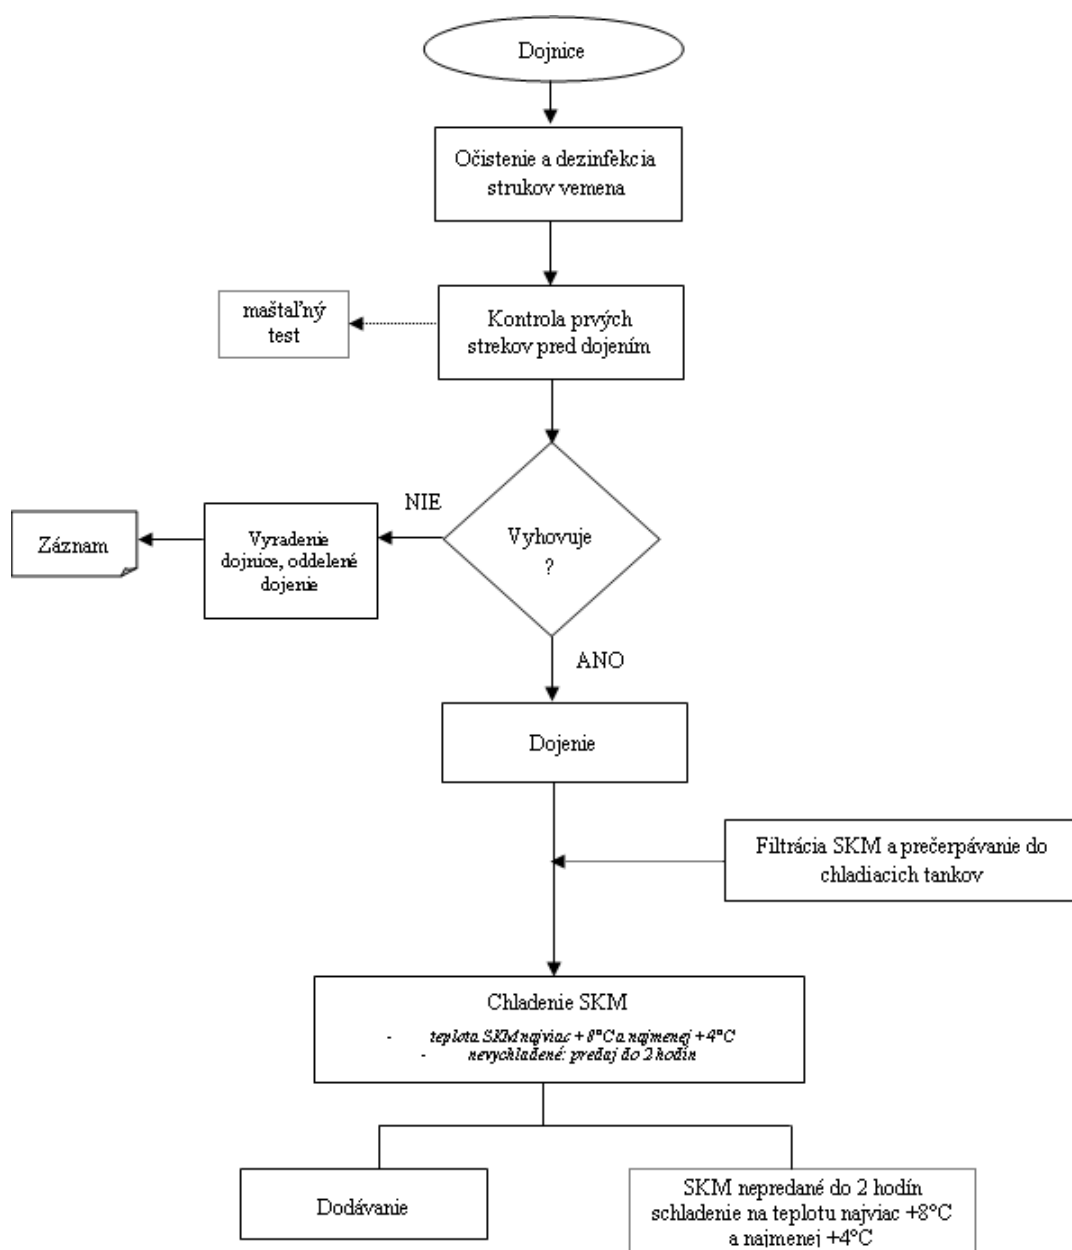 Dojnice
Očistenie a dezinfekcia
strukov vemena
maštaľný
test
Kontrola prvých
strekov pred dojením
NIE
Záznam
Vyradenie
dojnice, oddelené
dojenie
Vyhovuje
?
ANO
Dojenie
Filtrácia SKM a prečerpávanie do
chladiacich tankov
Chladenie SKM
- teplota SKM najviac + 8°C a najmenej +4°C
- nevychladené: predaj do 2 hodín
Dodávanie
SKM nepredané do 2 hodín
schladenie na teplotu najviac +8°C
a najmenej +4°C